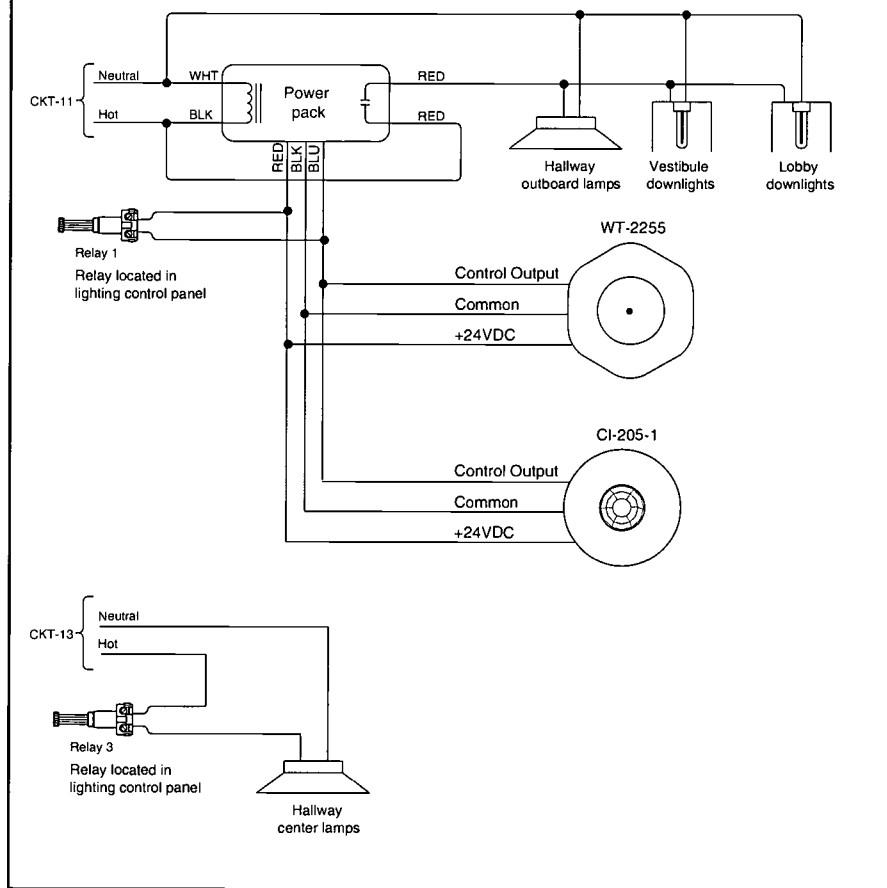 CKT-11
Neutral
WHT
Hot
BLK
Power
pack
RED
RED
RED
BLK
BLU
Hallway
outboard lamps
Vestibule
downlights
Lobby
downlights
Relay 1
Relay located in
lighting control panel
WT-2255
Control Output
Common
+24VDC
CI-205-1
Control Output
Common
+24VDC
CKT-13
Neutral
Hot
Relay 3
Relay located in
lighting control panel
Hallway
center lamps